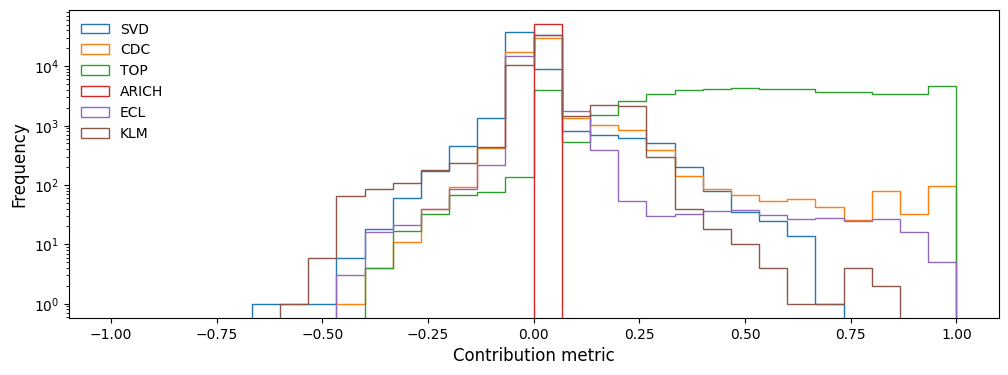 SVD
CDC
TOP
ARICH
ECL
KLM
Frequency
10⁴
10³
10²
10¹
10⁰
−1.00 −0.75 −0.50 −0.25 0.00 0.25 0.50 0.75 1.00
Contribution metric